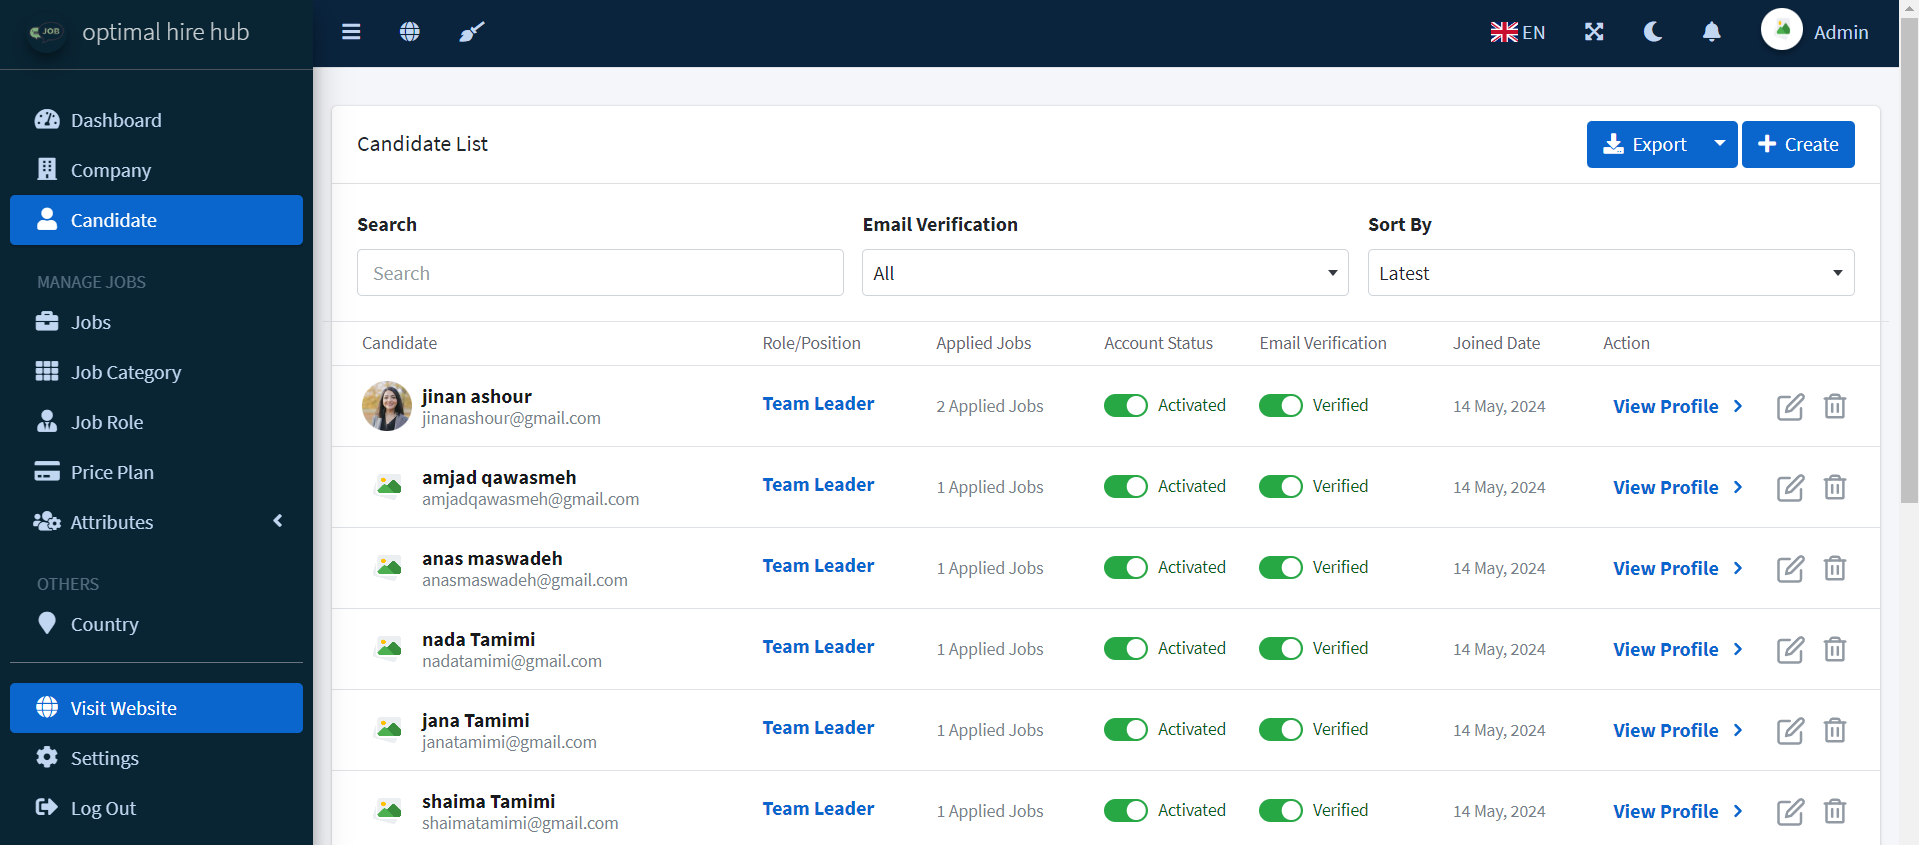 JOB
optimal hire hub
EN
Admin
Dashboard
Company
Candidate
MANAGE JOBS
Jobs
Job Category
Job Role
Price Plan
Attributes
OTHERS
Country
Visit Website
Settings
Log Out
Candidate List
Export
Create
Search Email Verification Sort By
Search All Latest
Candidate Role/Position Applied Jobs Account Status Email Verification Joined Date Action
jinan ashour
jinanashour@gmail.com
Team Leader 2 Applied Jobs Activated Verified 14 May, 2024 View Profile
amjad qawasmeh
amjadqawasmeh@gmail.com
Team Leader 1 Applied Jobs Activated Verified 14 May, 2024 View Profile
anas maswadeh
anasmaswadeh@gmail.com
Team Leader 1 Applied Jobs Activated Verified 14 May, 2024 View Profile
nada Tamimi
nadatamimi@gmail.com
Team Leader 1 Applied Jobs Activated Verified 14 May, 2024 View Profile
jana Tamimi
janatamimi@gmail.com
Team Leader 1 Applied Jobs Activated Verified 14 May, 2024 View Profile
shaima Tamimi
shaimatamimi@gmail.com
Team Leader 1 Applied Jobs Activated Verified 14 May, 2024 View Profile